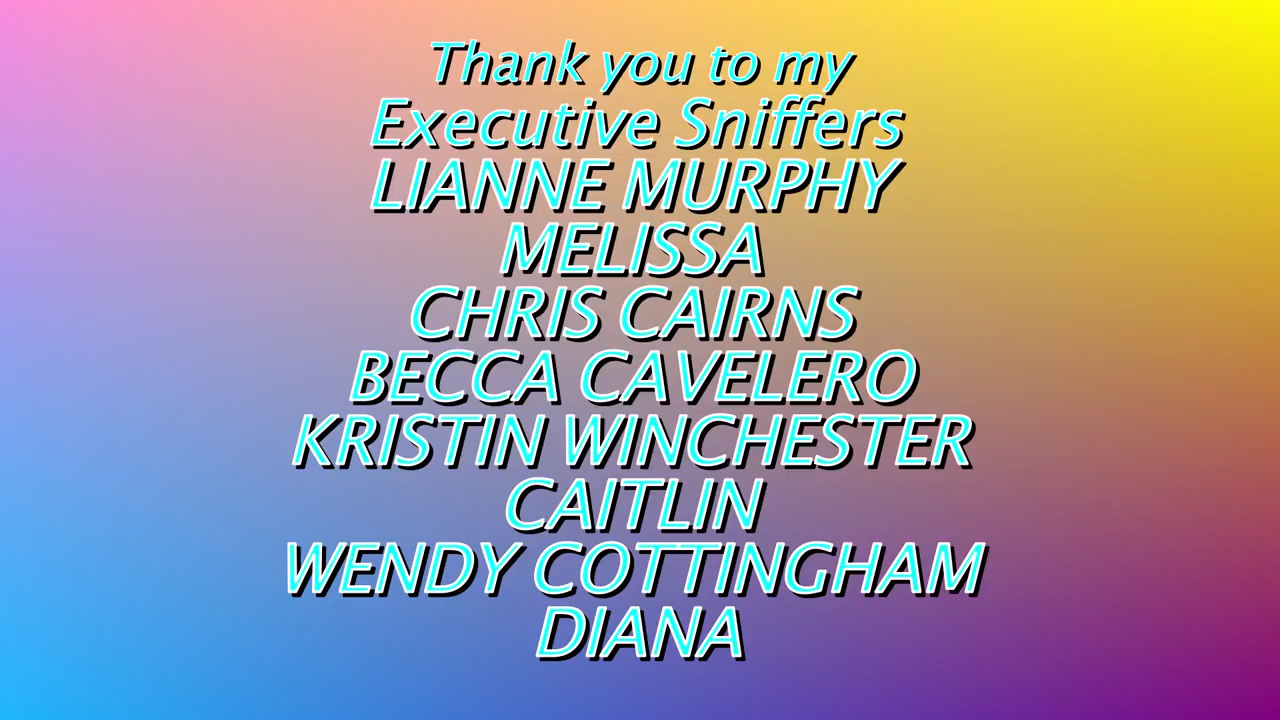 Thank you to my
Executive Sniffers
LIANNE MURPHY
MELISSA
CHRIS CAIRNS
BECCA CAVELERO
KRISTIN WINCHESTER
CAITLIN
WENDY COTTINGHAM
DIANA